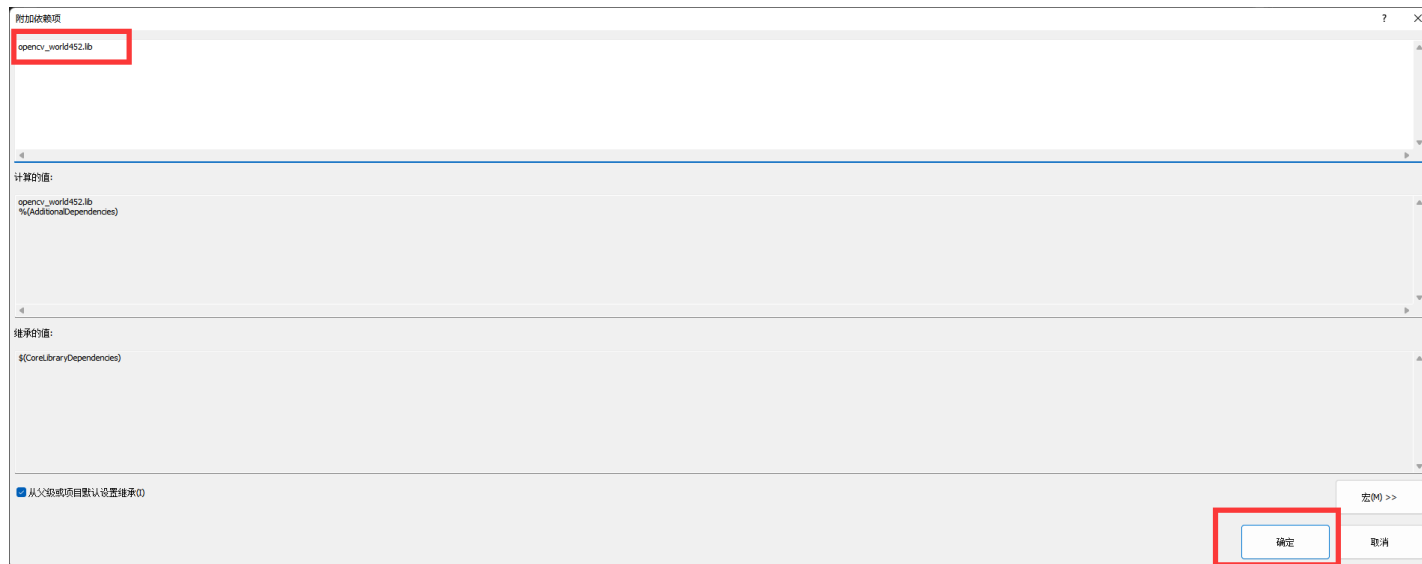 附加依赖项
?
opencv_world452.lib
计算的值:
opencv_world452.lib
%(AdditionalDependencies)
继承的值:
$(CoreLibraryDependencies)
从父级或项目默认设置继承(I)
宏(M) >>
确定
取消